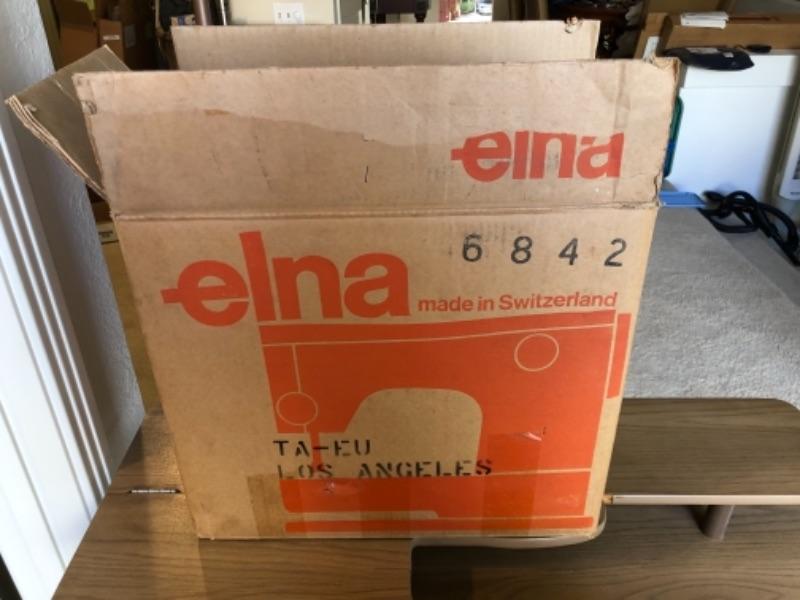 elna
elna
6842
made in Switzerland
TA-EU
LOS ANGELES